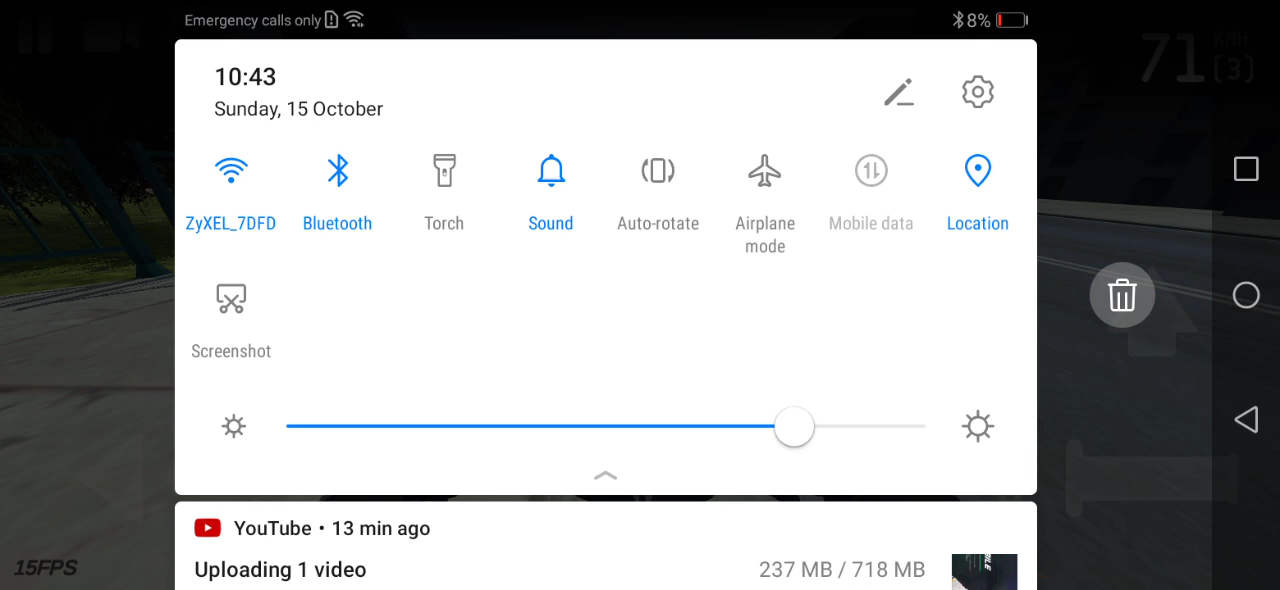 Emergency calls only
8%
71 KMH
(3)
10:43
Sunday, 15 October
ZyXEL_7DFD Bluetooth Torch Sound Auto-rotate Airplane mode Mobile data Location
Screenshot
YouTube • 13 min ago
Uploading 1 video 237 MB / 718 MB
15FPS